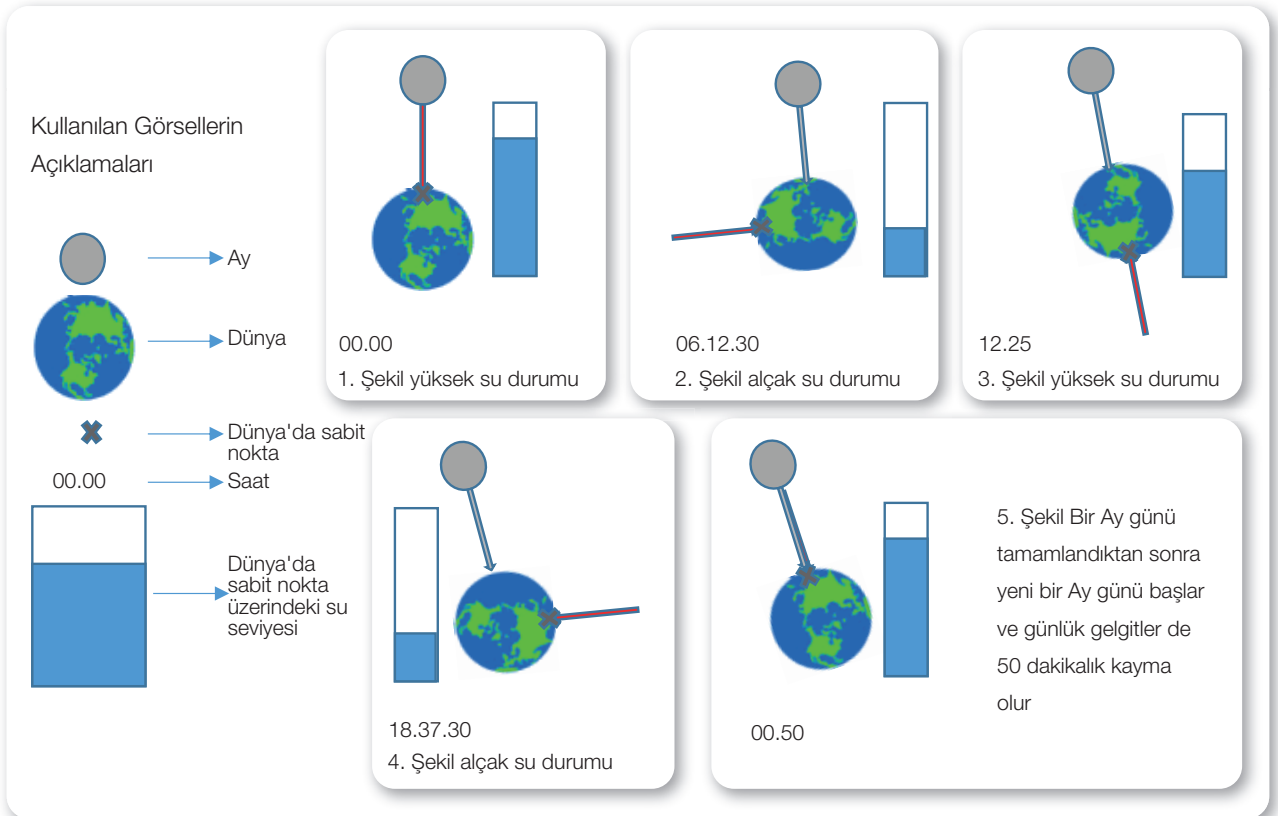 Kullanılan Görsellerin
Açıklamaları
Ay
Dünya
Dünya'da sabit
nokta
00.00
Saat
Dünya'da
sabit nokta
üzerindeki su
seviyesi
00.00
1. Şekil yüksek su durumu
06.12.30
2. Şekil alçak su durumu
12.25
3. Şekil yüksek su durumu
18.37.30
4. Şekil alçak su durumu
00.50
5. Şekil Bir Ay günü
tamamlandıktan sonra
yeni bir Ay günü başlar
ve günlük gelgitler de
50 dakikalık kayma
olur